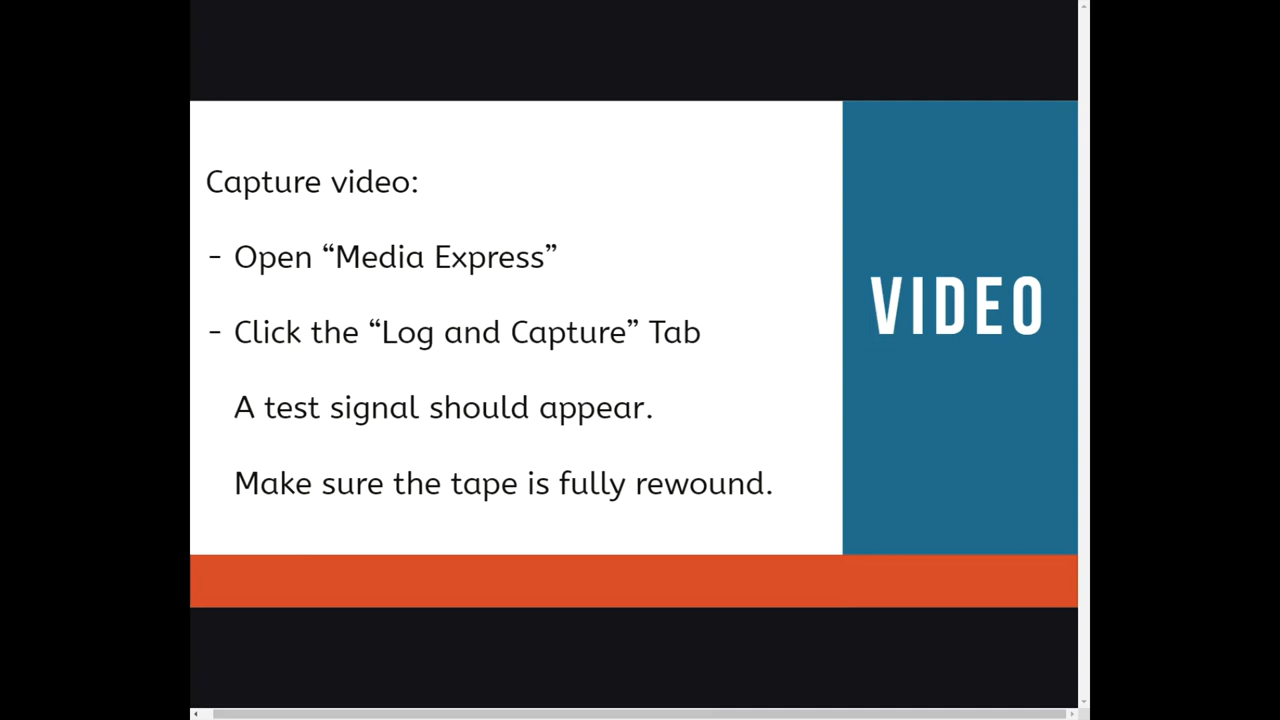 Capture video:
- Open “Media Express”
- Click the “Log and Capture” Tab
A test signal should appear.
Make sure the tape is fully rewound.
VIDEO